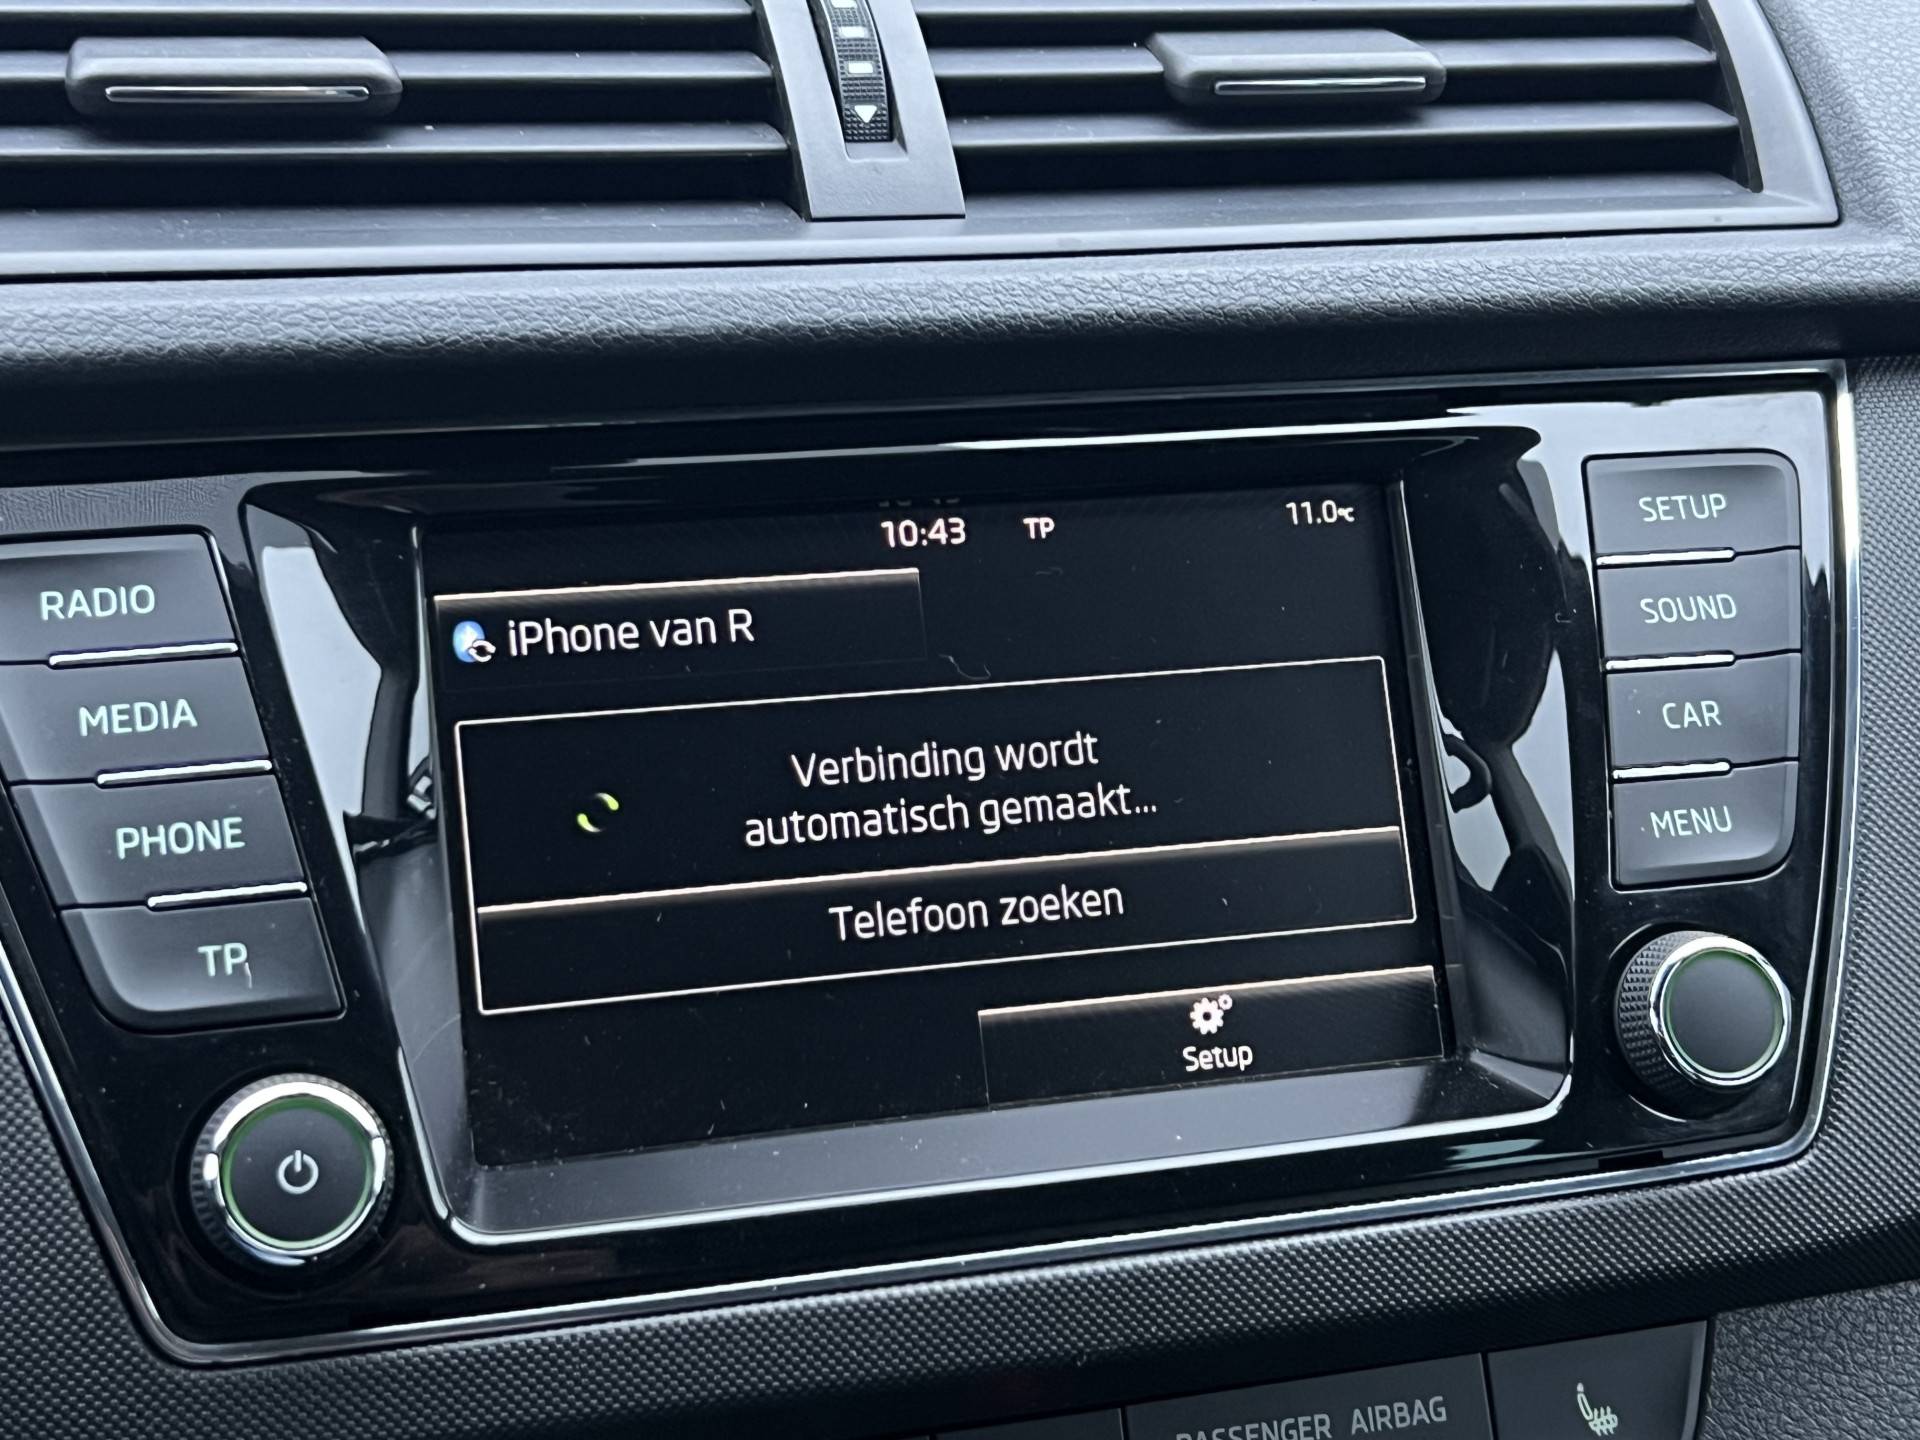 10:43 TP 11.0°C
iPhone van R
Verbinding wordt
automatisch gemaakt...
Telefoon zoeken
Setup
RADIO
MEDIA
PHONE
TP
SETUP
SOUND
CAR
MENU
PASSENGER AIRBAG